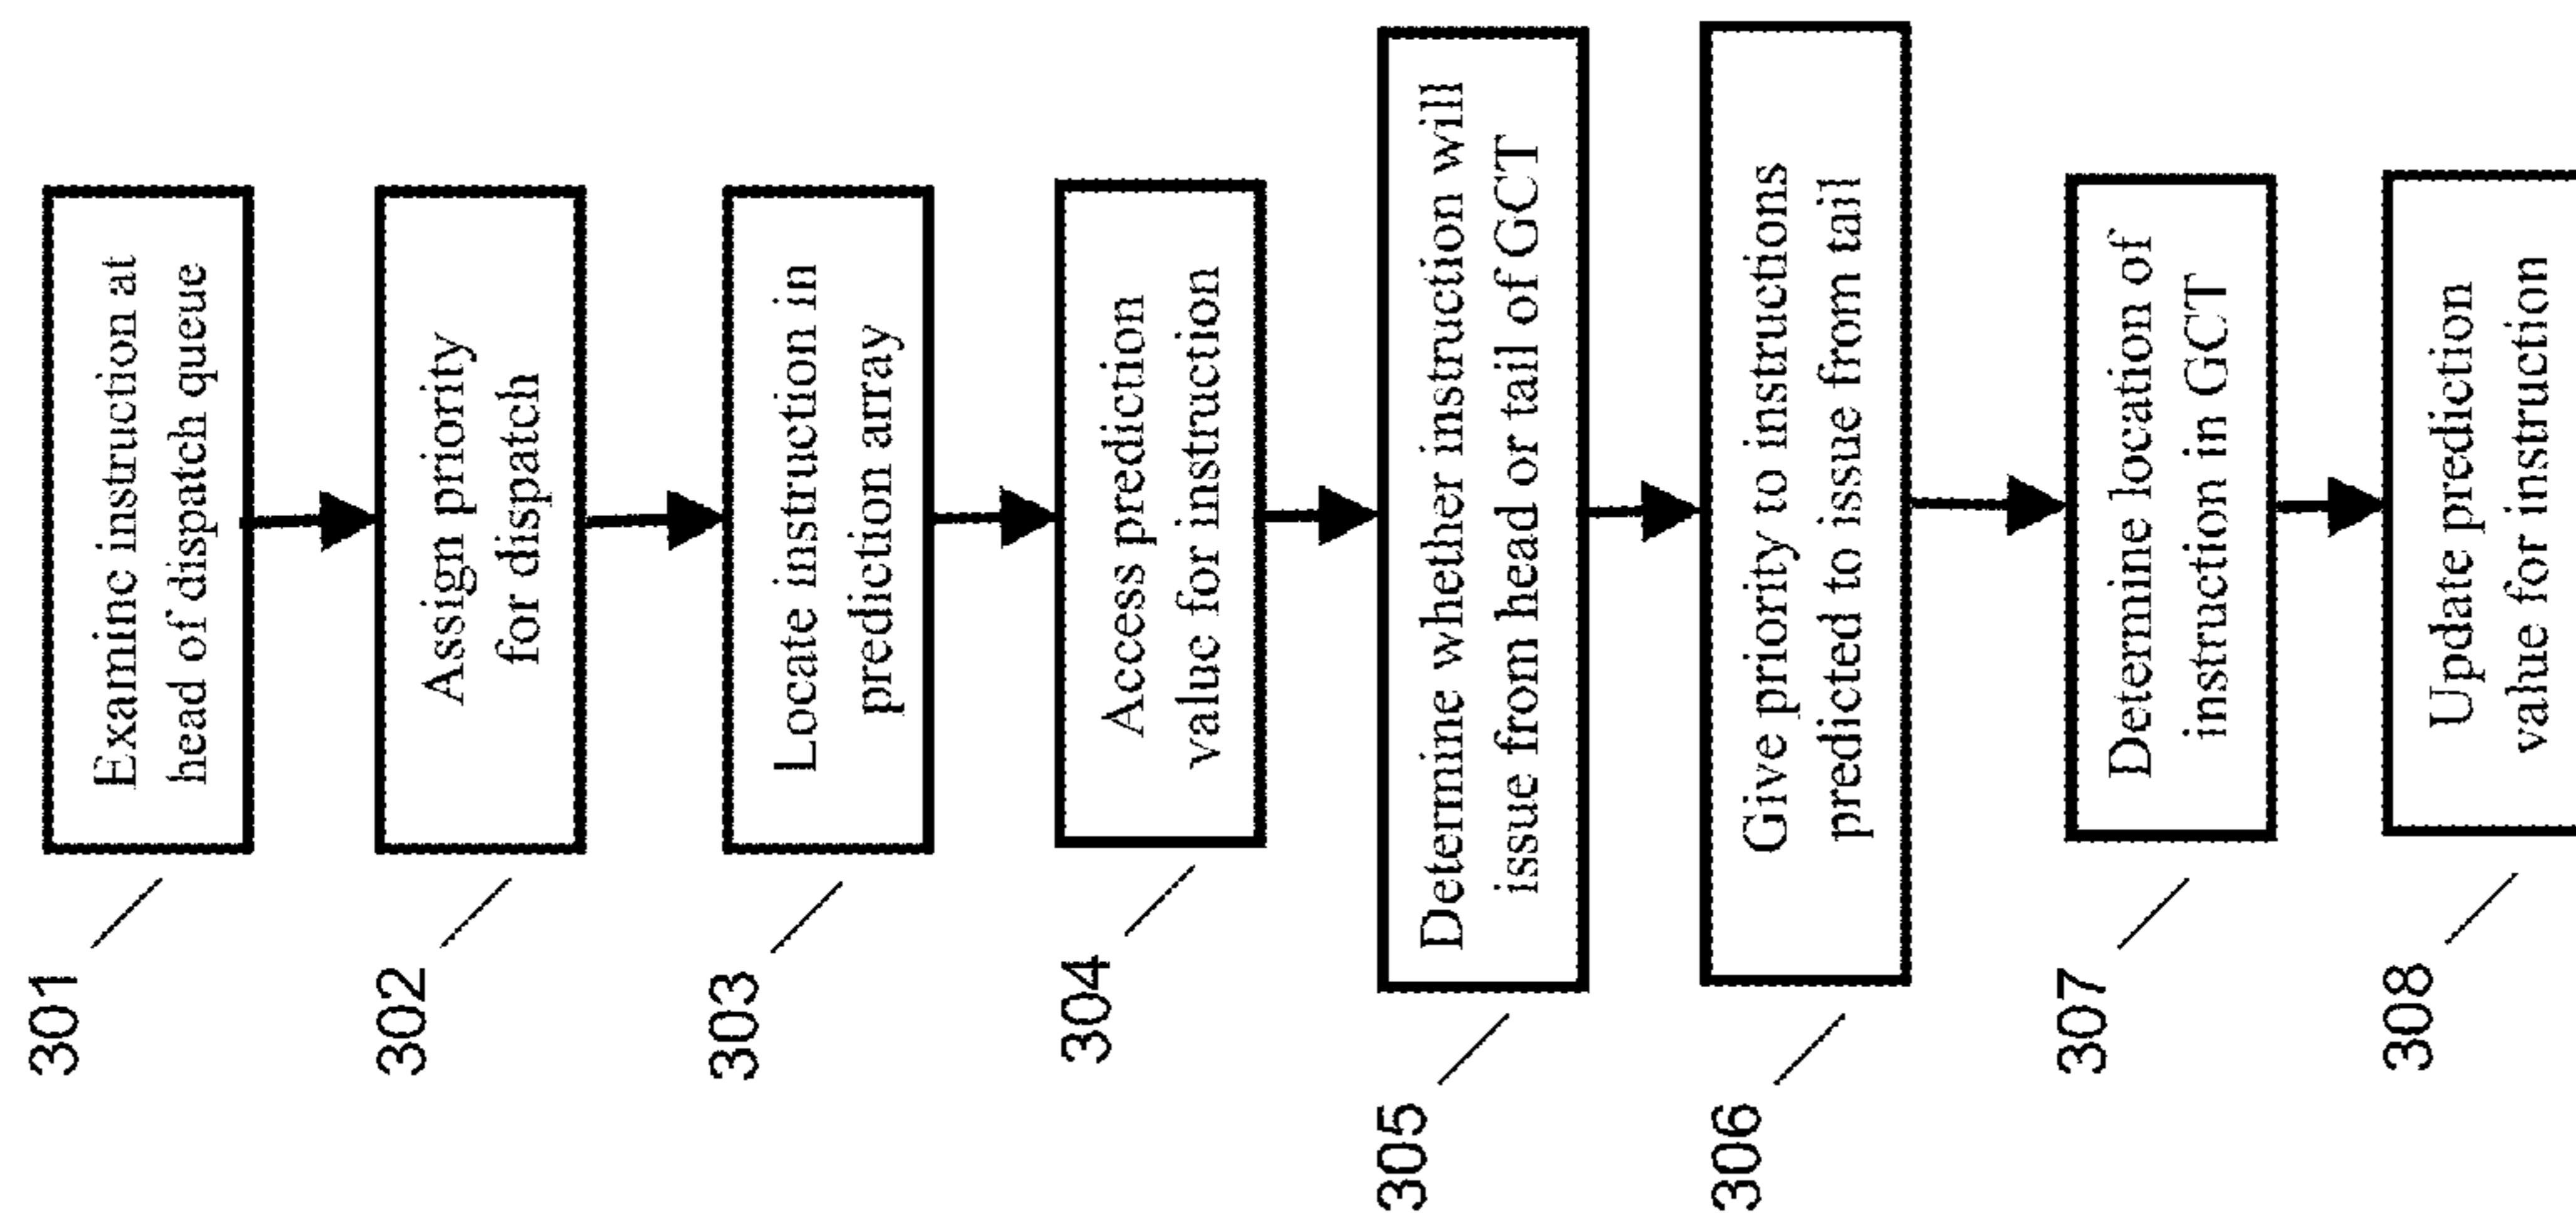 301
Examine instruction at
head of dispatch queue
302
Assign priority
for dispatch
303
Locate instruction in
prediction array
304
Access prediction
value for instruction
305
Determine whether instruction will
issue from head or tail of GCT
306
Give priority to instructions
predicted to issue from tail
307
Determine location of
instruction in GCT
308
Update prediction
value for instruction